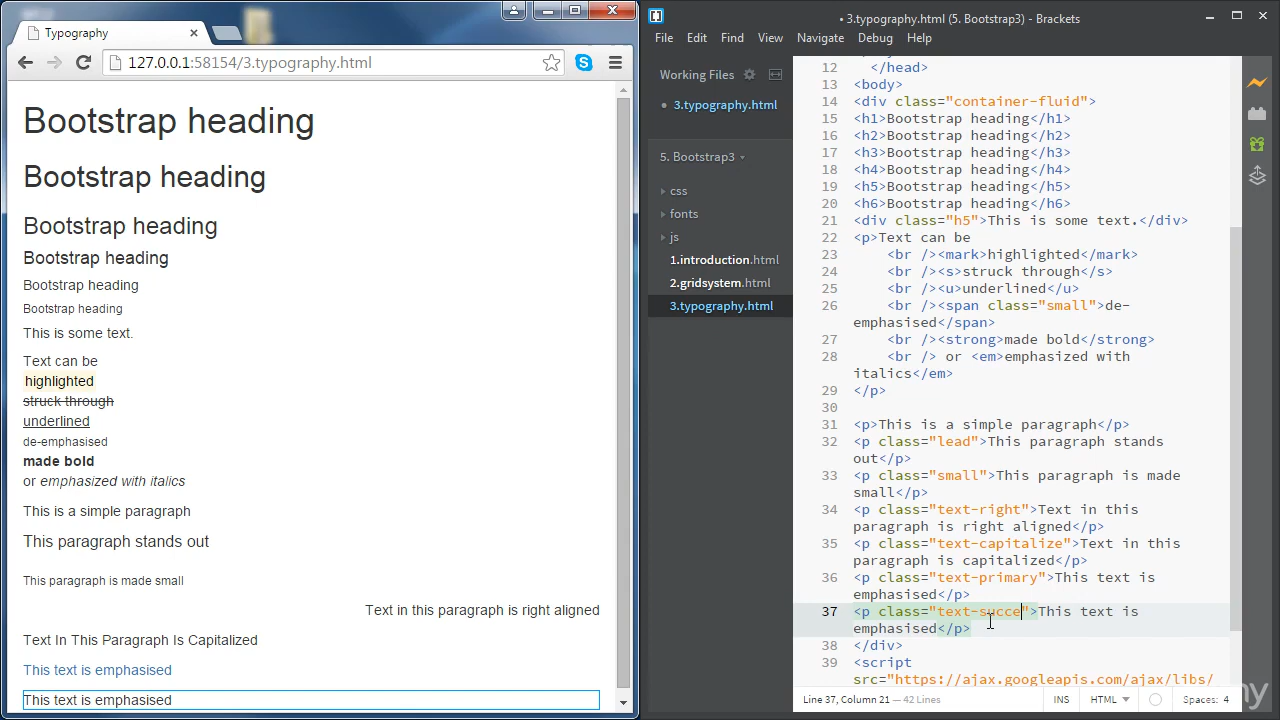 Typography
127.0.0.1:58154/3.typography.html
Bootstrap heading
Bootstrap heading
Bootstrap heading
Bootstrap heading
Bootstrap heading
Bootstrap heading
This is some text.
Text can be
highlighted
struck through
underlined
de-emphasised
made bold
or emphasized with italics
This is a simple paragraph
This paragraph stands out
This paragraph is made small
Text in this paragraph is right aligned
Text In This Paragraph Is Capitalized
This text is emphasised
This text is emphasised
• 3.typography.html (5. Bootstrap3) - Brackets
File Edit Find View Navigate Debug Help
Working Files
3.typography.html
5. Bootstrap3
css
fonts
js
1.introduction.html
2.gridsystem.html
3.typography.html
12 </head>
13 <body>
14 <div class="container-fluid">
15 <h1>Bootstrap heading</h1>
16 <h2>Bootstrap heading</h2>
17 <h3>Bootstrap heading</h3>
18 <h4>Bootstrap heading</h4>
19 <h5>Bootstrap heading</h5>
20 <h6>Bootstrap heading</h6>
21 <div class="h5">This is some text.</div>
22 <p>Text can be
23 <br /><mark>highlighted</mark>
24 <br /><s>struck through</s>
25 <br /><u>underlined</u>
26 <br /><span class="small">de-
emphasised</span>
27 <br /><strong>made bold</strong>
28 <br /> or <em>emphasized with
italics</em>
29 </p>
30
31 <p>This is a simple paragraph</p>
32 <p class="lead">This paragraph stands
out</p>
33 <p class="small">This paragraph is made
small</p>
34 <p class="text-right">Text in this
paragraph is right aligned</p>
35 <p class="text-capitalize">Text in this
paragraph is capitalized</p>
36 <p class="text-primary">This text is
emphasised</p>
37 <p class="text-succe">This text is
emphasised</p>
38 </div>
39 <script
src="https://ajax.googleapis.com/ajax/libs/
Line 37, Column 21 — 42 Lines
INS HTML Spaces: 4